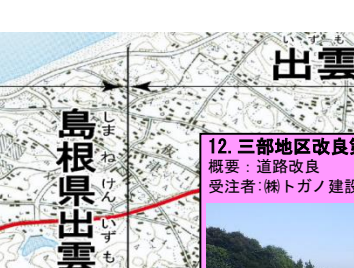 いずも
出雲
島根県出雲
しまねけんいずも
12. 三部地区改良
概要：道路改良
受注者：㈱トガノ建設